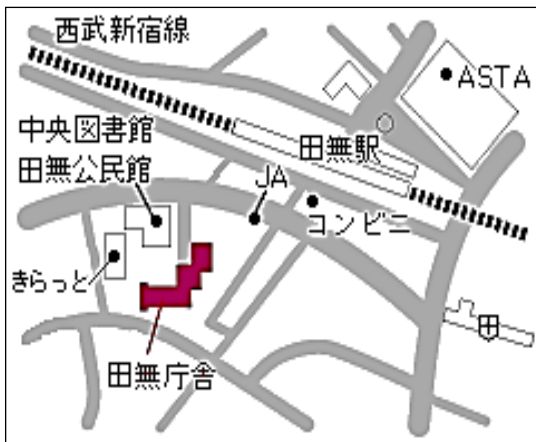 西武新宿線
ASTA
中央図書館
田無公民館
田無駅
JA
コンビニ
きらっと
田無庁舎